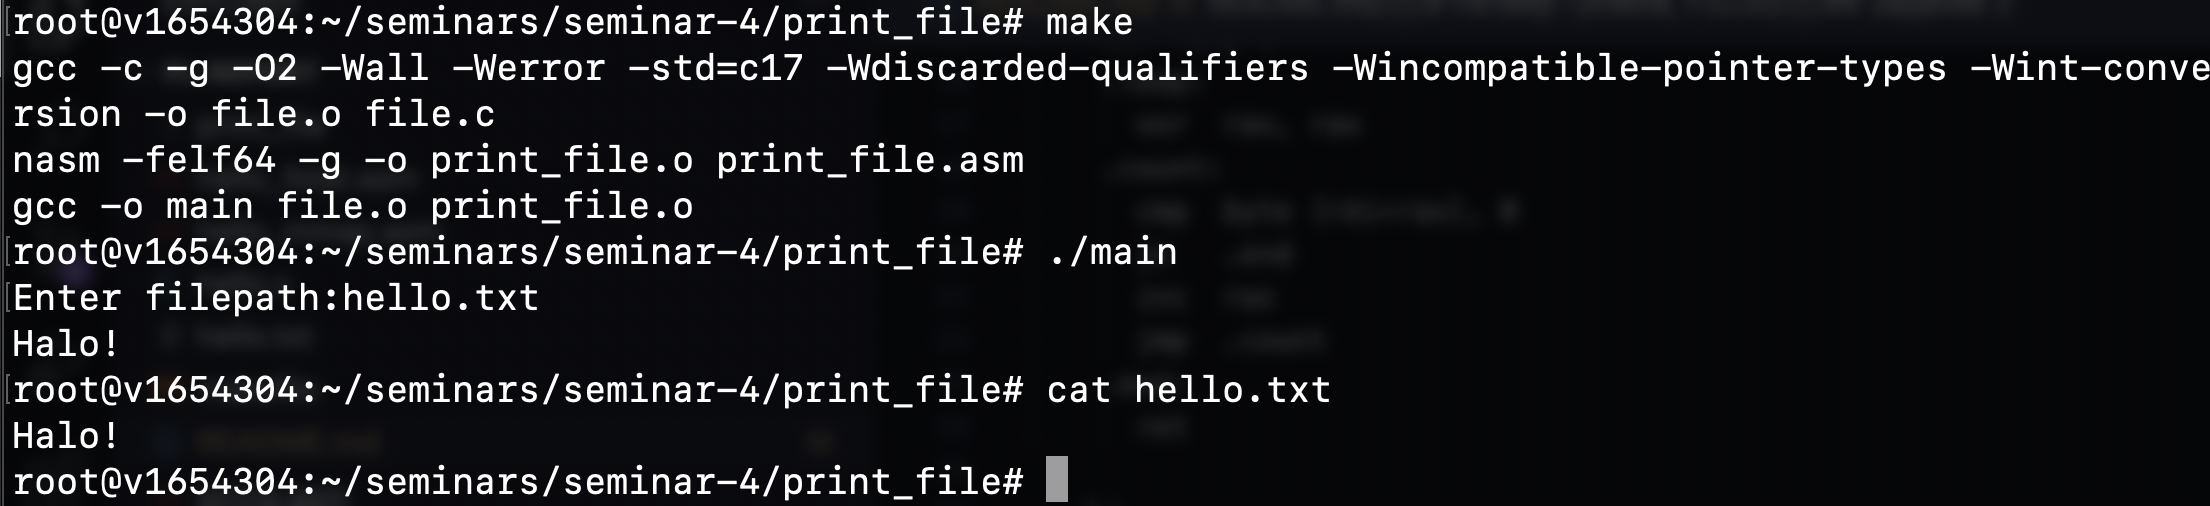 root@v1654304:~/seminars/seminar-4/print_file# make
gcc -c -g -O2 -Wall -Werror -std=c17 -Wdiscarded-qualifiers -Wincompatible-pointer-types -Wint-conve
rsion -o file.o file.c
nasm -felf64 -g -o print_file.o print_file.asm
gcc -o main file.o print_file.o
root@v1654304:~/seminars/seminar-4/print_file# ./main
Enter filepath:hello.txt
Halo!
root@v1654304:~/seminars/seminar-4/print_file# cat hello.txt
Halo!
root@v1654304:~/seminars/seminar-4/print_file#